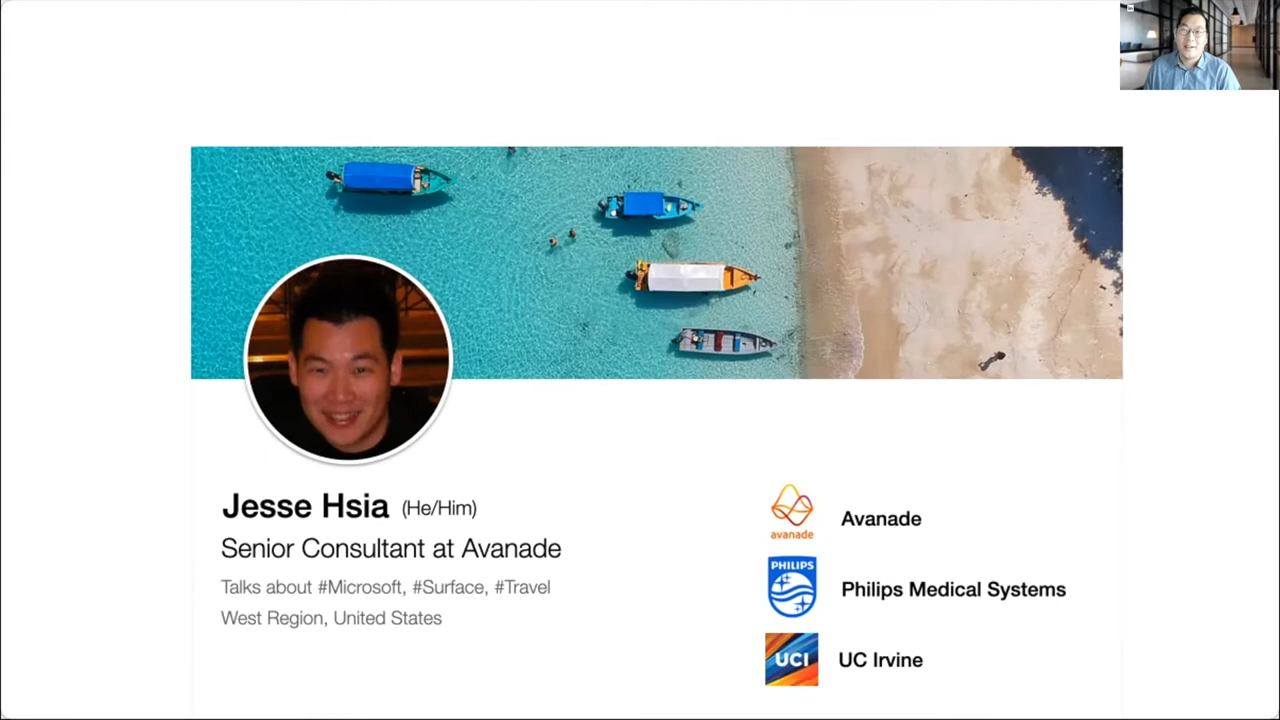 Jesse Hsia (He/Him)
Senior Consultant at Avanade
Talks about #Microsoft, #Surface, #Travel
West Region, United States
avanade
Avanade
PHILIPS
Philips Medical Systems
UCI
UC Irvine